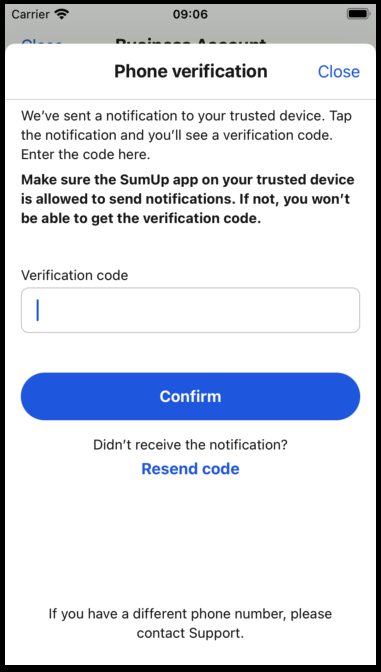 Carrier 09:06
Close Business Account
Phone verification Close
We've sent a notification to your trusted device. Tap
the notification and you'll see a verification code.
Enter the code here.
Make sure the SumUp app on your trusted device
is allowed to send notifications. If not, you won't
be able to get the verification code.
Verification code
Confirm
Didn't receive the notification?
Resend code
If you have a different phone number, please
contact Support.